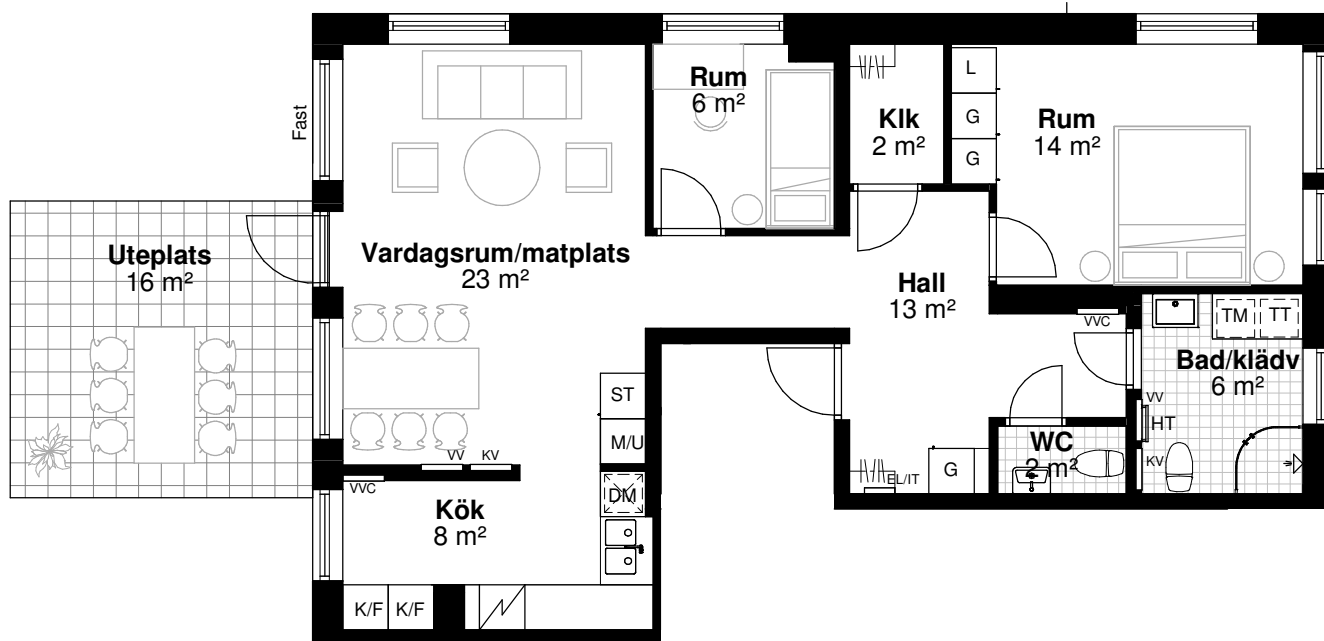 Fast
Uteplats
16 m²
Vardagsrum/matplats
23 m²
Rum
6 m²
Klk
2 m²
L
G
G
Rum
14 m²
Hall
13 m²
VVC
TM
TT
Bad/klädv
6 m²
VV
HT
KV
WC
2 m²
EL/IT
G
ST
M/U
VV
KV
VVC
DM
Kök
8 m²
K/F
K/F